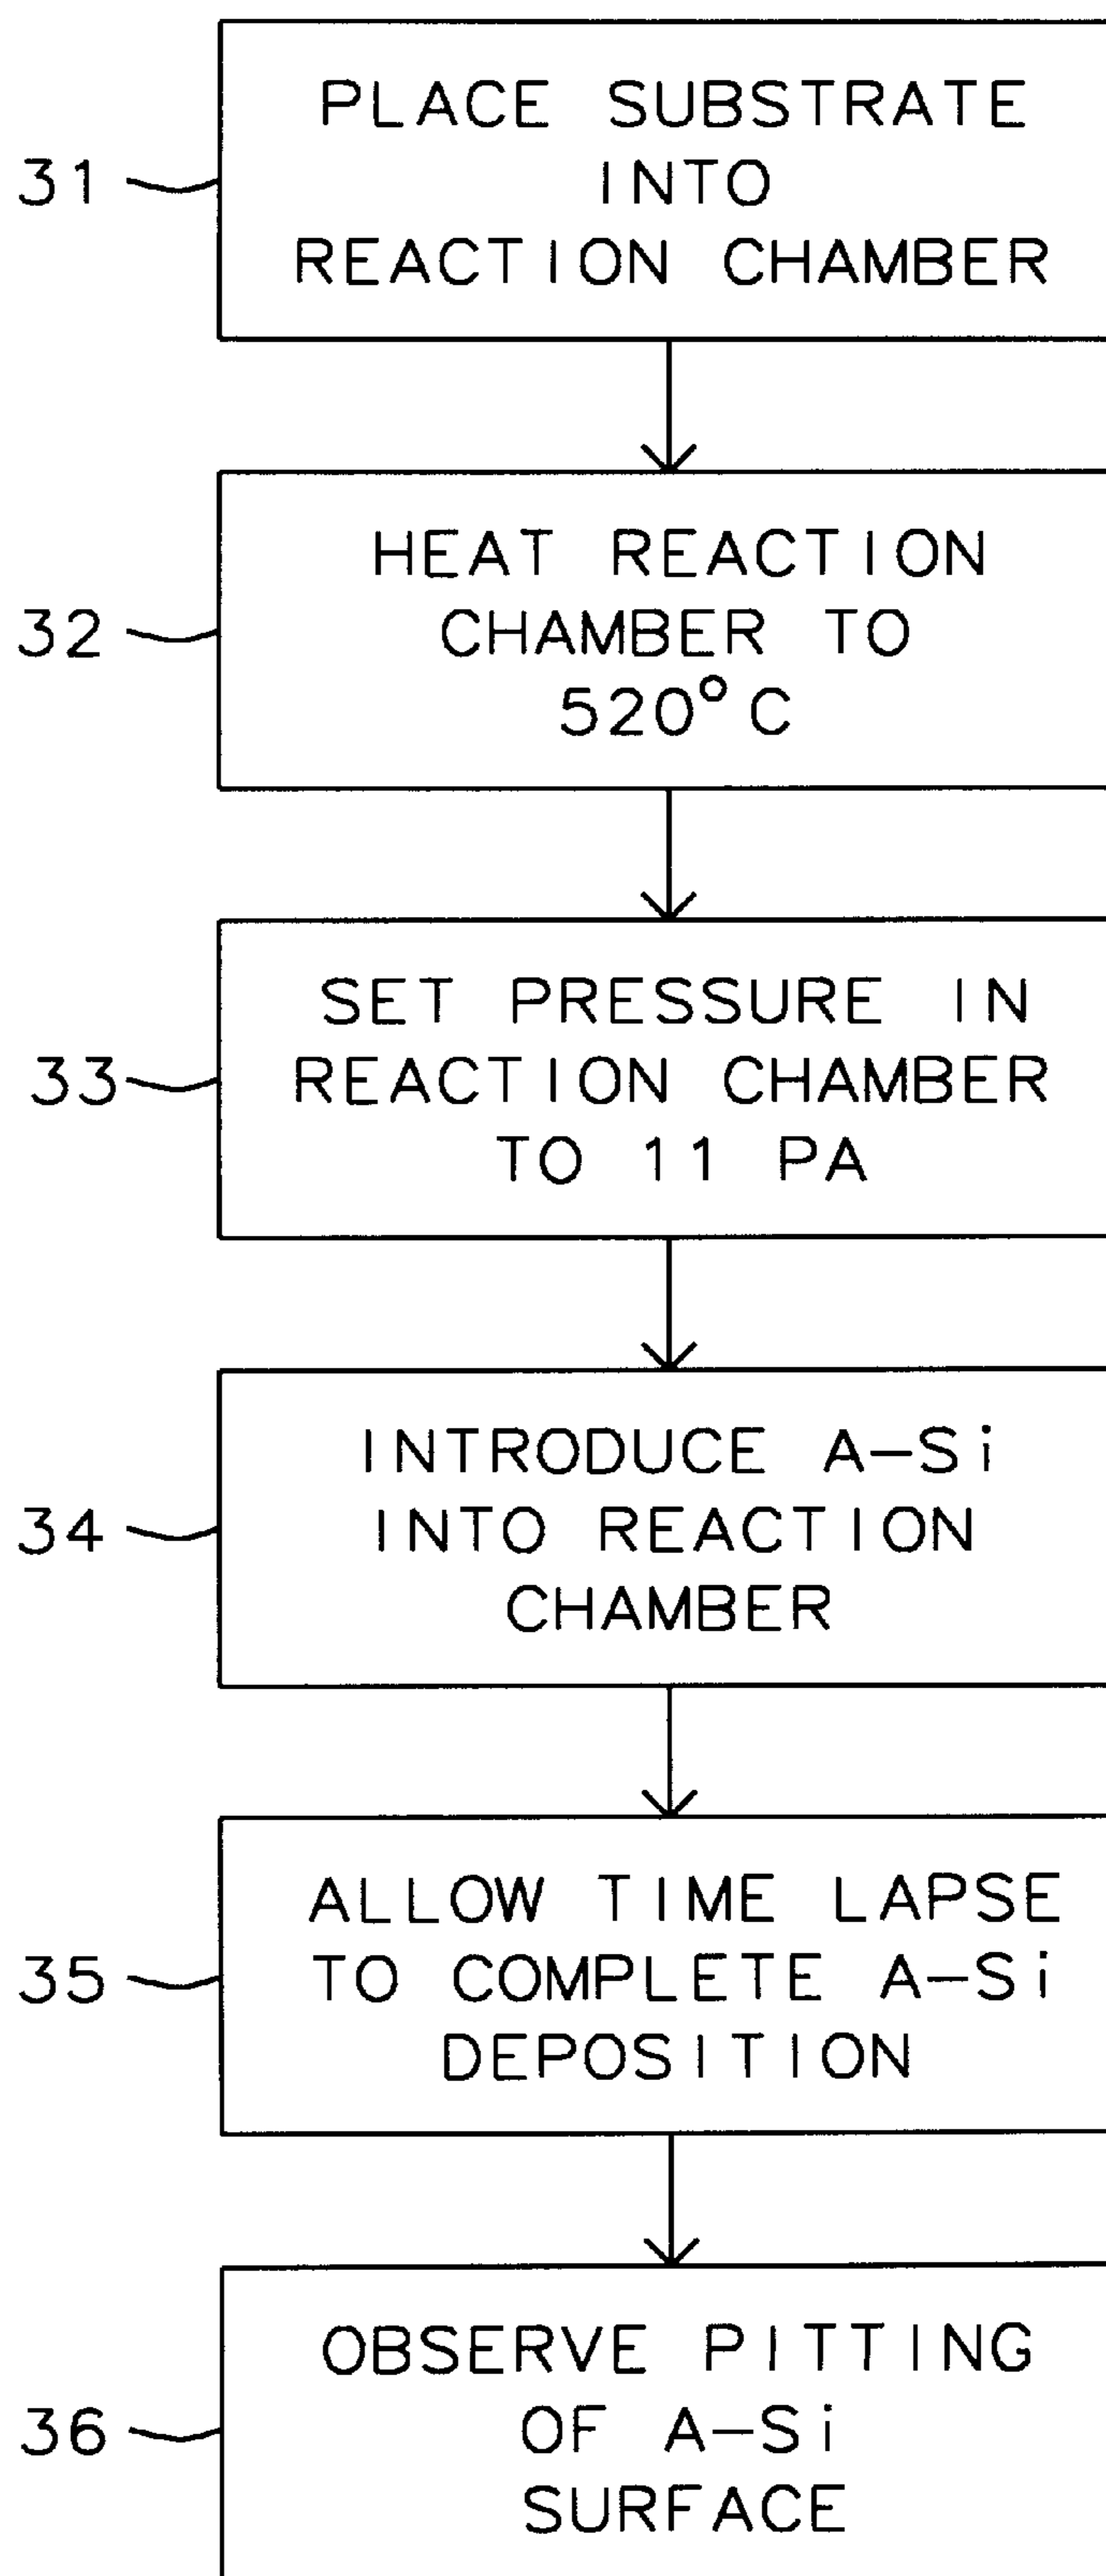 PLACE SUBSTRATE
INTO
REACTION CHAMBER
31
HEAT REACTION
CHAMBER TO
520°C
32
SET PRESSURE IN
REACTION CHAMBER
TO 11 PA
33
INTRODUCE A-Si
INTO REACTION
CHAMBER
34
ALLOW TIME LAPSE
TO COMPLETE A-Si
DEPOSITION
35
OBSERVE PITTING
OF A-Si
SURFACE
36